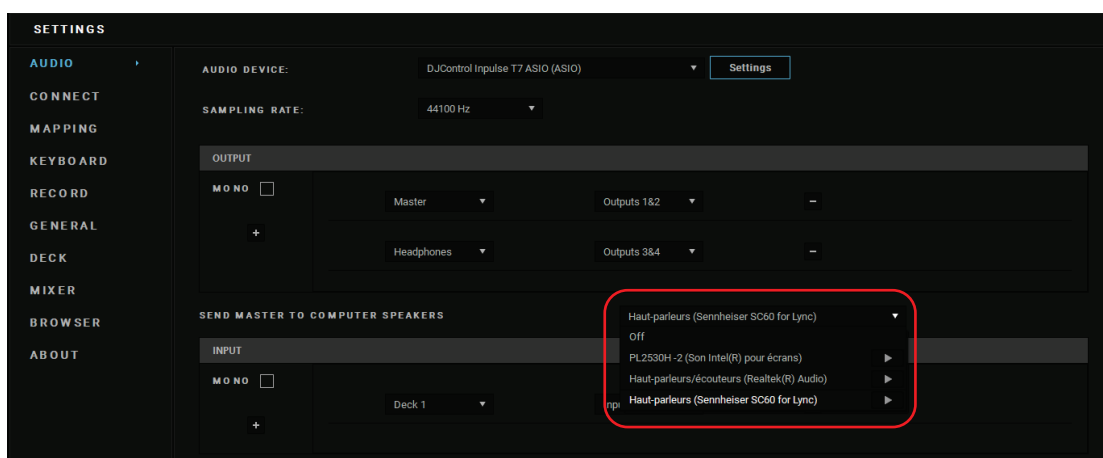 SETTINGS
AUDIO
CONNECT
MAPPING
KEYBOARD
RECORD
GENERAL
DECK
MIXER
BROWSER
ABOUT
AUDIO DEVICE: DJControl Inpulse T7 ASIO (ASIO) Settings
SAMPLING RATE: 44100 Hz
OUTPUT
MONO
Master Outputs 1&2 –
+
Headphones Outputs 3&4 –
SEND MASTER TO COMPUTER SPEAKERS Haut-parleurs (Sennheiser SC60 for Lync)
Off
PL2530H -2 (Son Intel(R) pour écrans)
Haut-parleurs/écouteurs (Realtek(R) Audio)
Haut-parleurs (Sennheiser SC60 for Lync)
INPUT
MONO
Deck 1
+